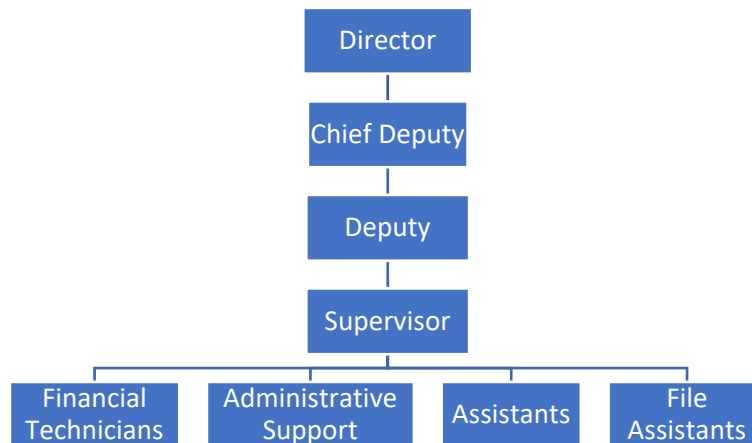 Director
Chief Deputy
Deputy
Supervisor
Financial
Technicians
Administrative
Support
Assistants
File
Assistants